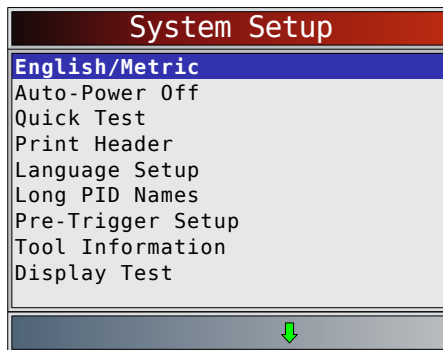 System Setup
English/Metric
Auto-Power Off
Quick Test
Print Header
Language Setup
Long PID Names
Pre-Trigger Setup
Tool Information
Display Test